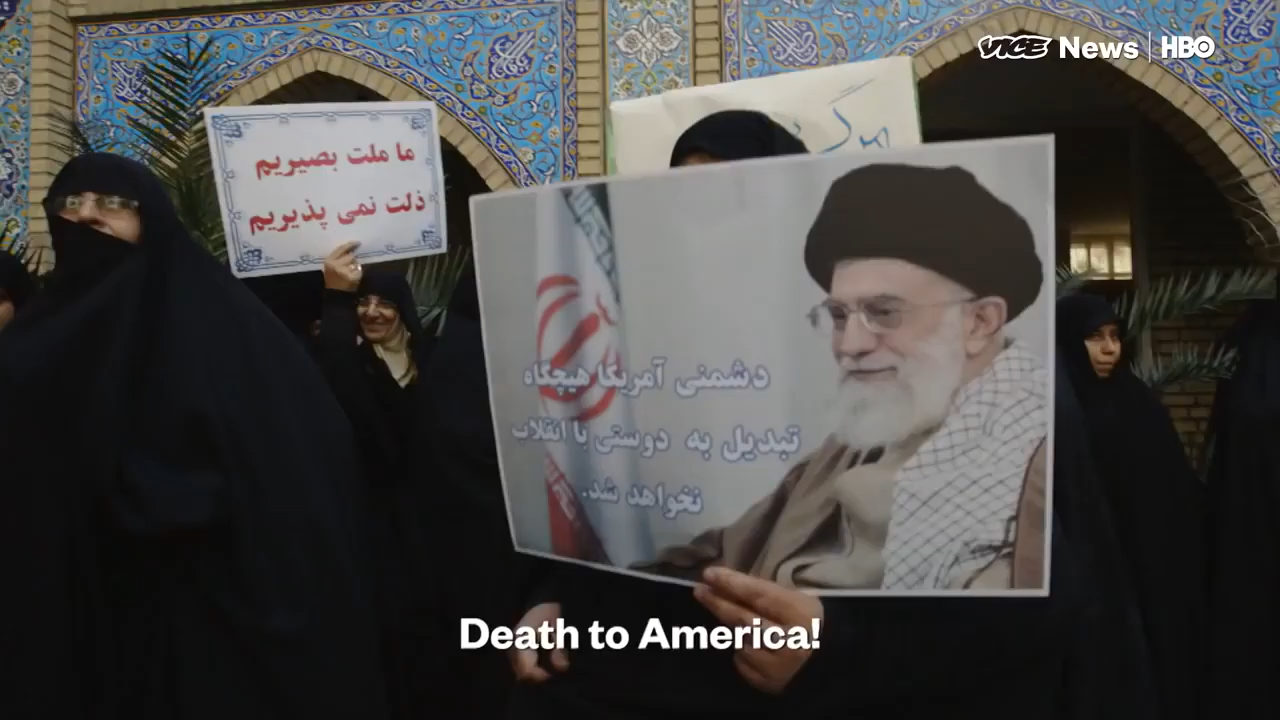 VICE News | HBO
ما ملت بصیریم
ذلت نمی پذیریم
مرگ
دشمنی آمریکا هیچگاه
تبدیل به دوستی با انقلاب
نخواهد شد.
Death to America!